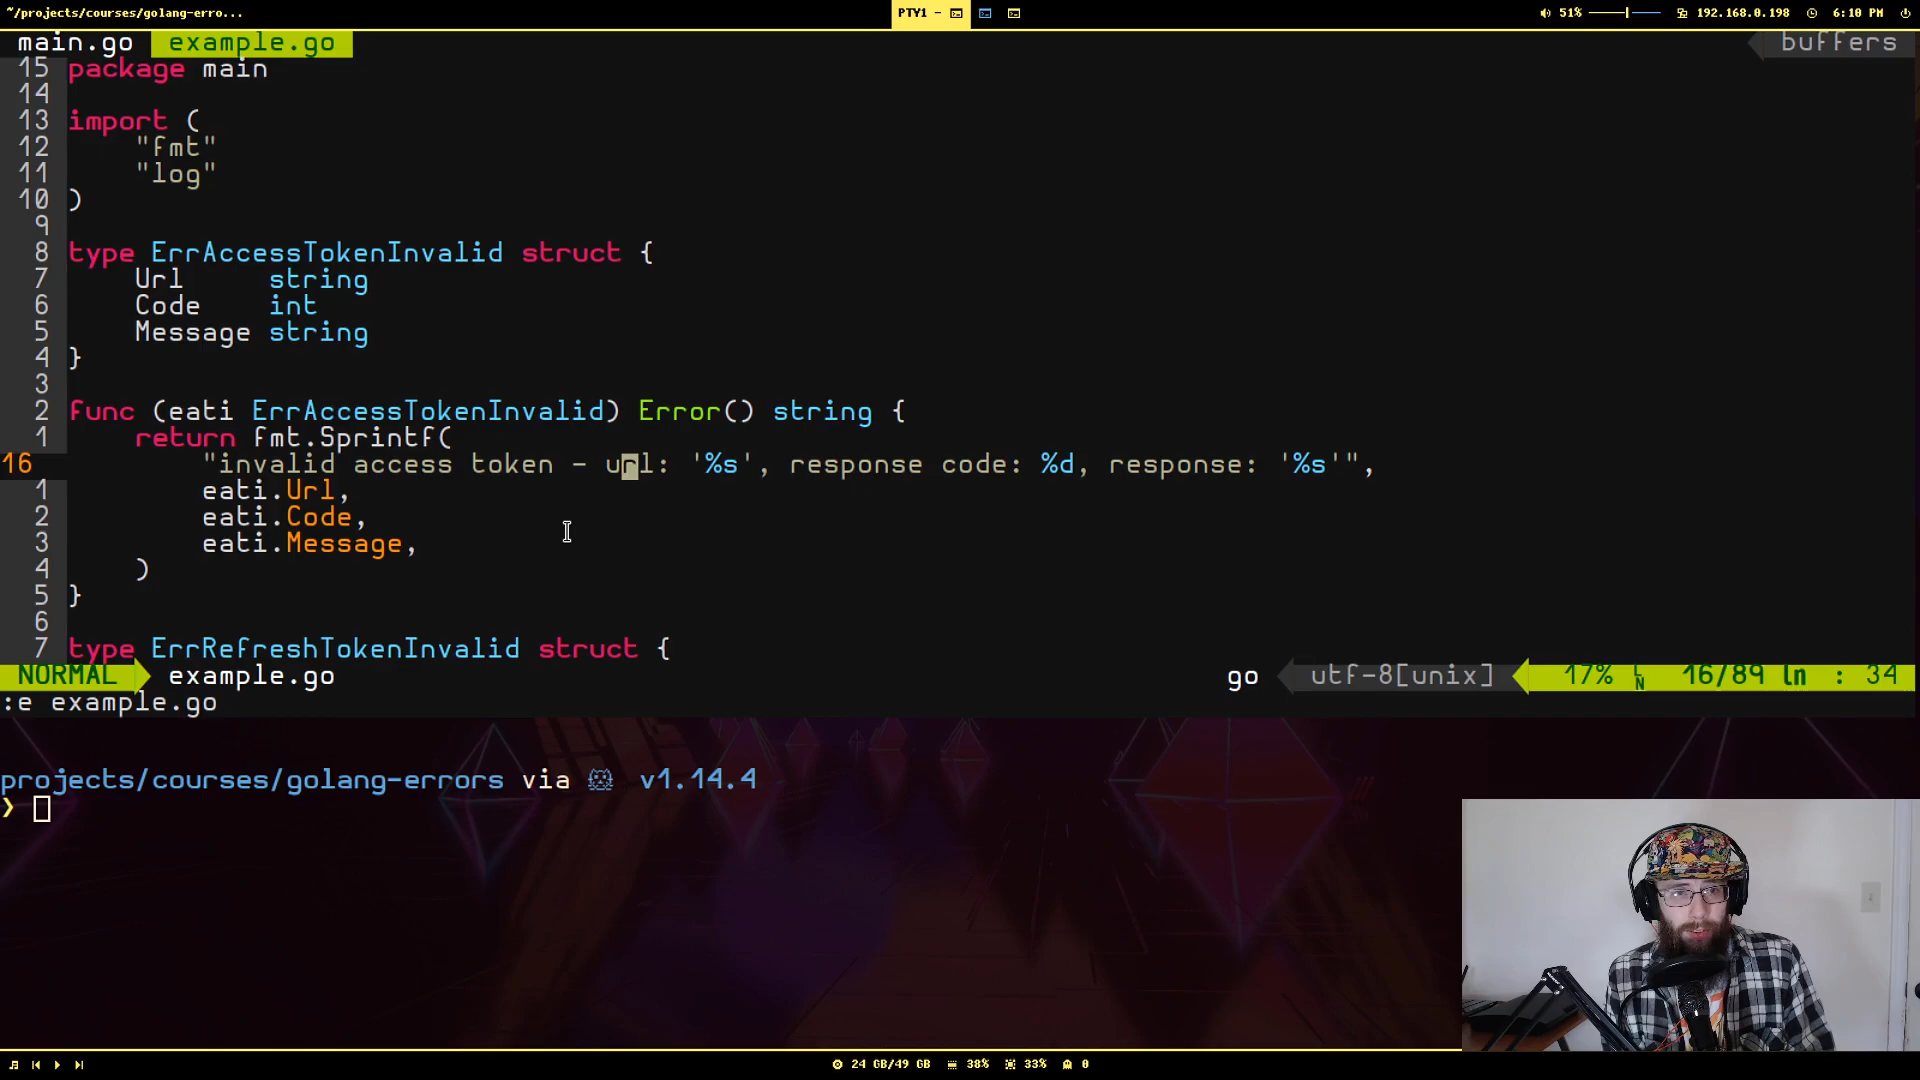 ~/projects/courses/golang-erro...
PTY1 -
51%
192.168.0.198
6:10 PM
main.go example.go buffers
15 package main
14
13 import (
12 "fmt"
11 "log"
10 )
9
8 type ErrAccessTokenInvalid struct {
7 Url string
6 Code int
5 Message string
4 }
3
2 func (eati ErrAccessTokenInvalid) Error() string {
1 return fmt.Sprintf(
16 "invalid access token - url: '%s', response code: %d, response: '%s'",
1 eati.Url,
2 eati.Code,
3 eati.Message,
4 )
5 }
6
7 type ErrRefreshTokenInvalid struct {
NORMAL example.go go utf-8[unix] 17% LN 16/89 ln : 34
:e example.go
projects/courses/golang-errors via v1.14.4
❯
24 GB/49 GB 38% 33% 0